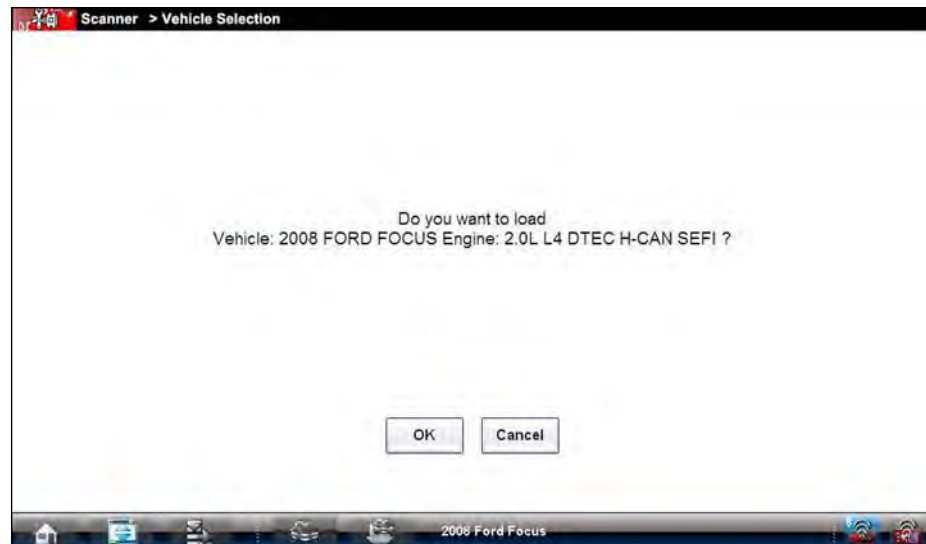 Scanner > Vehicle Selection
Do you want to load
Vehicle: 2008 FORD FOCUS Engine: 2.0L L4 DTEC H-CAN SEFI ?
OK
Cancel
2008 Ford Focus